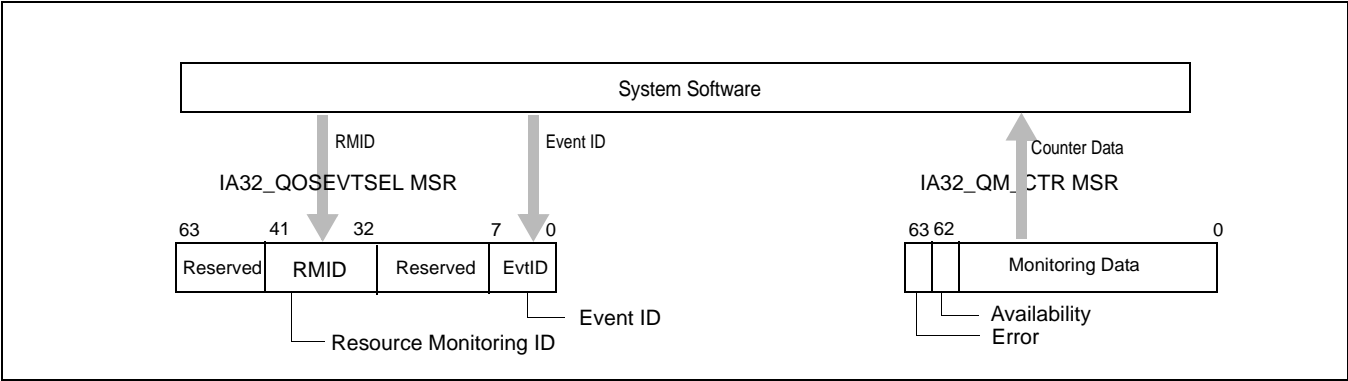 System Software
RMID
Event ID
Counter Data
IA32_QOSEVTSEL MSR
IA32_QM_CTR MSR
63 41 32 7 0
63 62 0
Reserved RMID Reserved EvtID
Monitoring Data
Event ID
Resource Monitoring ID
Availability
Error